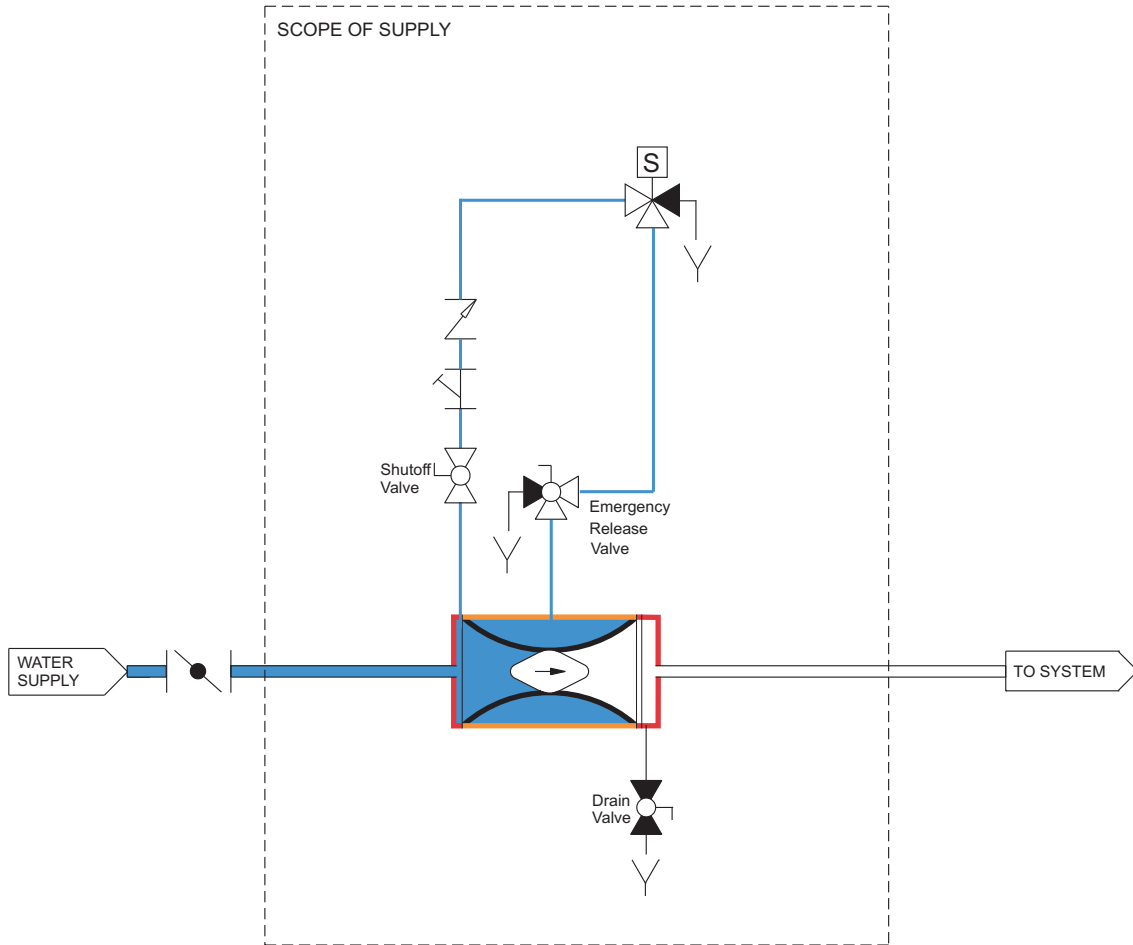 SCOPE OF SUPPLY
S
Shutoff
Valve
Emergency
Release
Valve
WATER
SUPPLY
TO SYSTEM
Drain
Valve